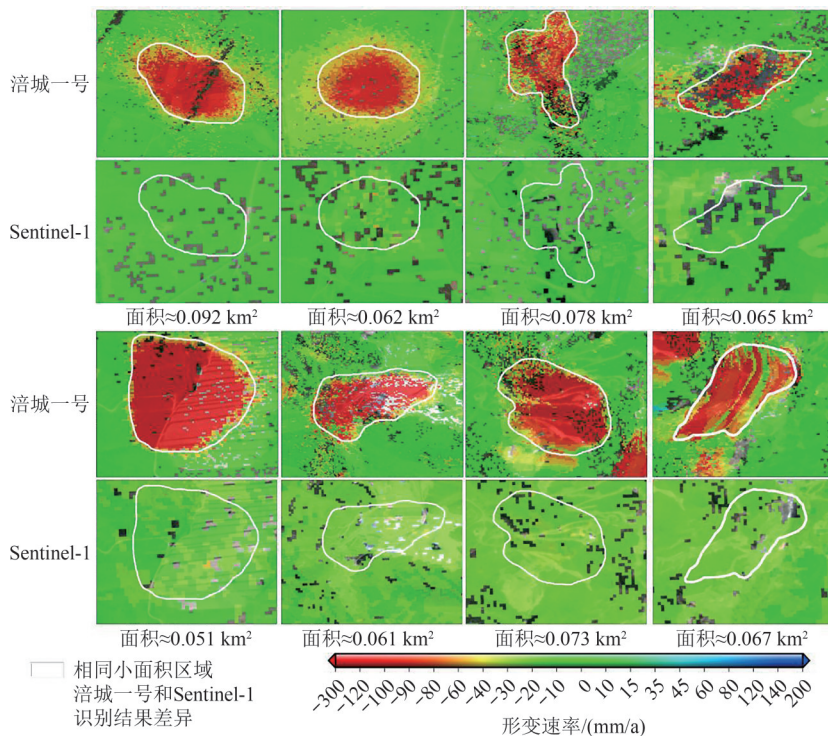 涪城一号
Sentinel-1
面积≈0.092 km² 面积≈0.062 km² 面积≈0.078 km² 面积≈0.065 km²
涪城一号
Sentinel-1
面积≈0.051 km² 面积≈0.061 km² 面积≈0.073 km² 面积≈0.067 km²
相同小面积区域
涪城一号和Sentinel-1
识别结果差异
−300 −120 −100 −90 −80 −60 −40 −30 −20 −10 0 10 15 35 45 60 80 120 140 200
形变速率/(mm/a)